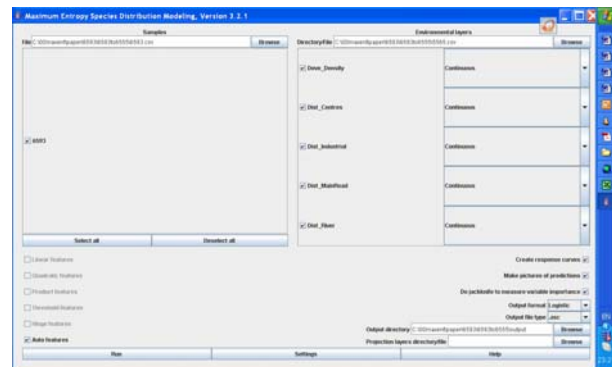 Maximum Entropy Species Distribution Modeling, Version 3.2.1
Samples
File
Browse
Environmental layers
Directory/File
Browse
6593
Deve_Density
Continuous
Dist_Centres
Continuous
Dist_Industrial
Continuous
Dist_MainRoad
Continuous
Dist_River
Continuous
Select all
Deselect all
Linear features
Quadratic features
Product features
Threshold features
Hinge features
Auto features
Create response curves
Make pictures of predictions
Do jackknife to measure variable importance
Output format Logistic
Output file type .asc
Output directory
Browse
Projection layers directory/file
Browse
Run
Settings
Help
EN